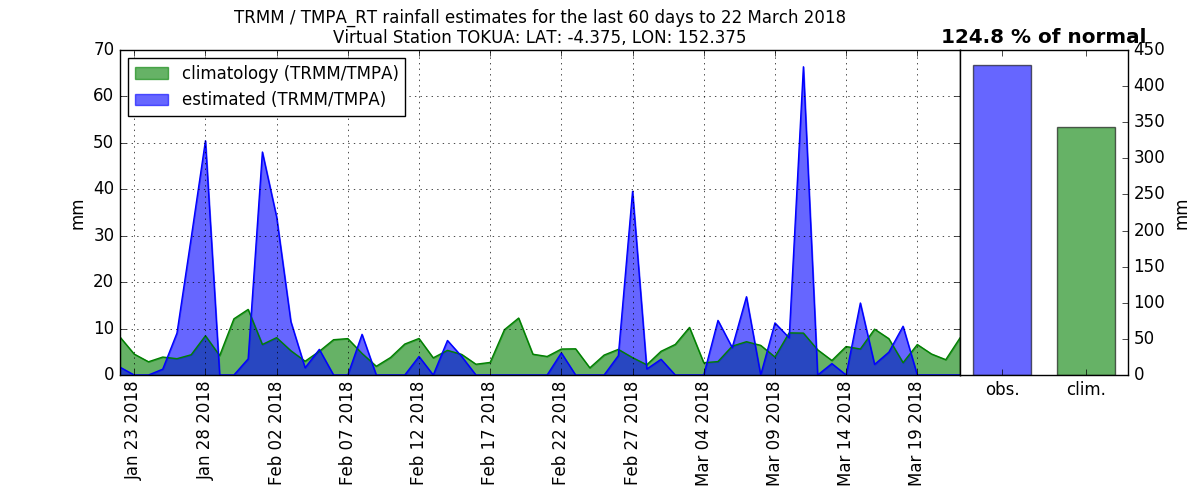 TRMM / TMPA_RT rainfall estimates for the last 60 days to 22 March 2018
Virtual Station TOKUA: LAT: -4.375, LON: 152.375
124.8 % of normal
climatology (TRMM/TMPA)
estimated (TRMM/TMPA)
70
60
50
40
30
20
10
0
mm
Jan 23 2018
Jan 28 2018
Feb 02 2018
Feb 07 2018
Feb 12 2018
Feb 17 2018
Feb 22 2018
Feb 27 2018
Mar 04 2018
Mar 09 2018
Mar 14 2018
Mar 19 2018
450
400
350
300
250
200
150
100
50
0
mm
obs.
clim.